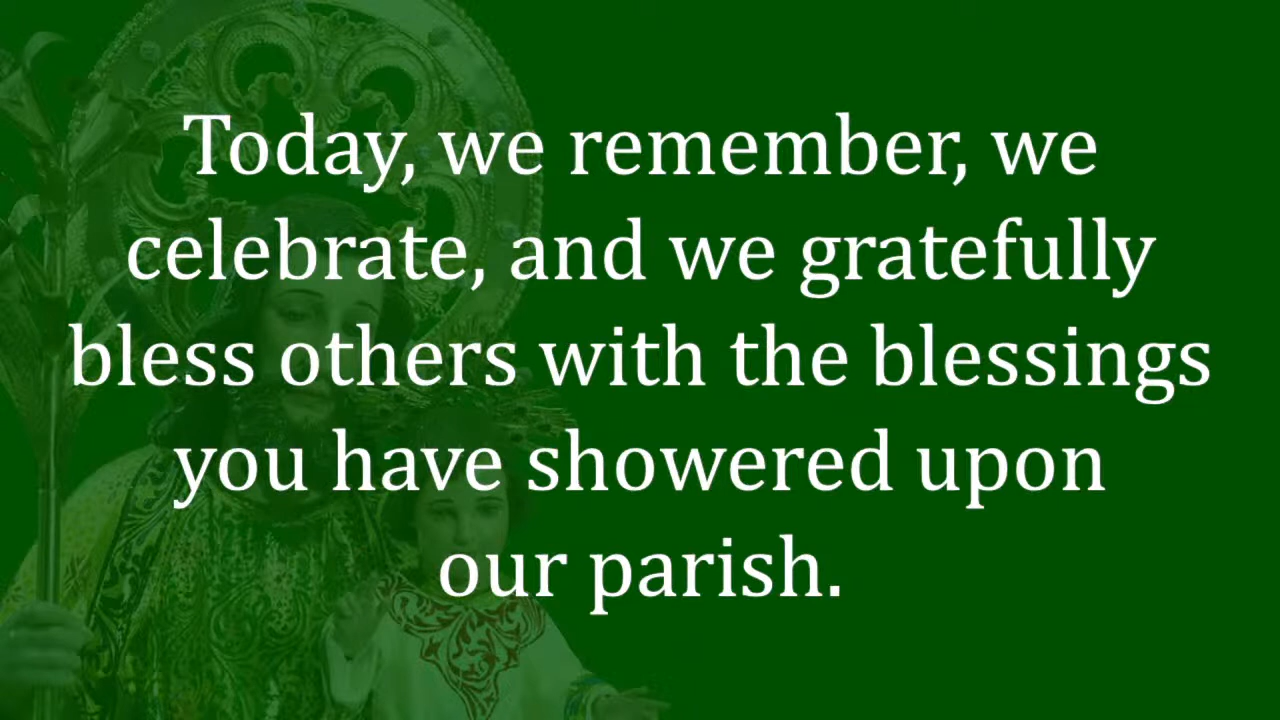 Today, we remember, we
celebrate, and we gratefully
bless others with the blessings
you have showered upon
our parish.